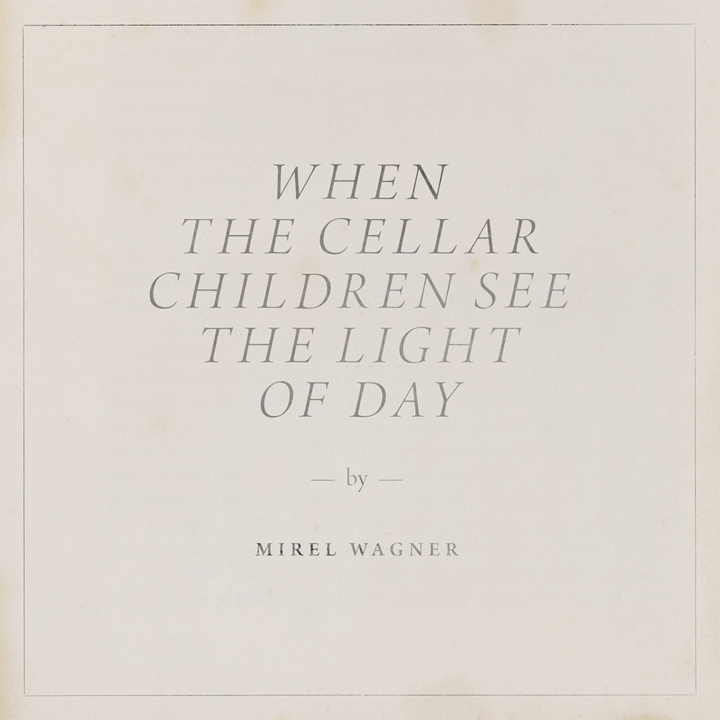 WHEN
THE CELLAR
CHILDREN SEE
THE LIGHT
OF DAY
— by —
MIREL WAGNER